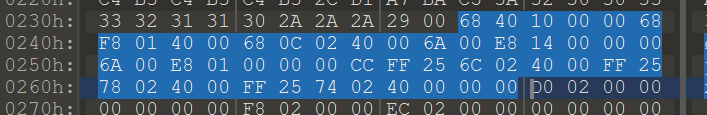 0230h: 33 32 31 31 30 2A 2A 2A 29 00 68 40 10 00 00 68
0240h: F8 01 40 00 68 0C 02 40 00 6A 00 E8 14 00 00 00
0250h: 6A 00 E8 01 00 00 00 CC FF 25 6C 02 40 00 FF 25
0260h: 78 02 40 00 FF 25 74 02 40 00 00 00 D0 02 00 00
0270h: 00 00 00 00 F8 02 00 00 EC 02 00 00 00 00 00 00